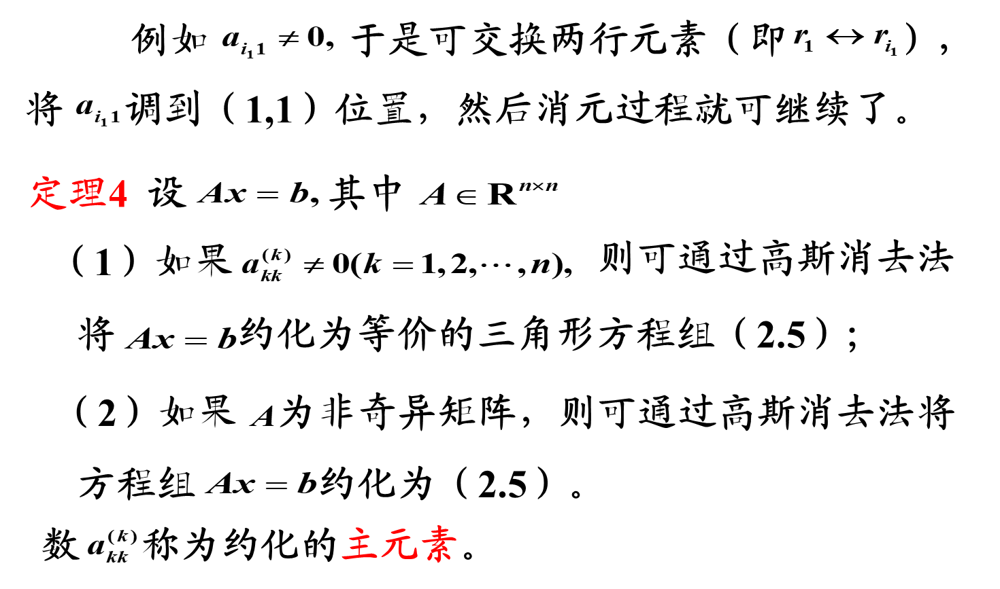 例如 $a_{i_1 1} \neq 0,$ 于是可交换两行元素（即 $r_1 \leftrightarrow r_{i_1}$），
将 $a_{i_1 1}$ 调到（1,1）位置，然后消元过程就可继续了。
定理4 设 $Ax = b,$ 其中 $A \in \mathbf{R}^{n \times n}$
（1）如果 $a_{kk}^{(k)} \neq 0 (k = 1, 2, \cdots, n),$ 则可通过高斯消去法
将 $Ax = b$ 约化为等价的三角形方程组（2.5）；
（2）如果 $A$ 为非奇异矩阵，则可通过高斯消去法将
方程组 $Ax = b$ 约化为（2.5）。
数 $a_{kk}^{(k)}$ 称为约化的主元素。